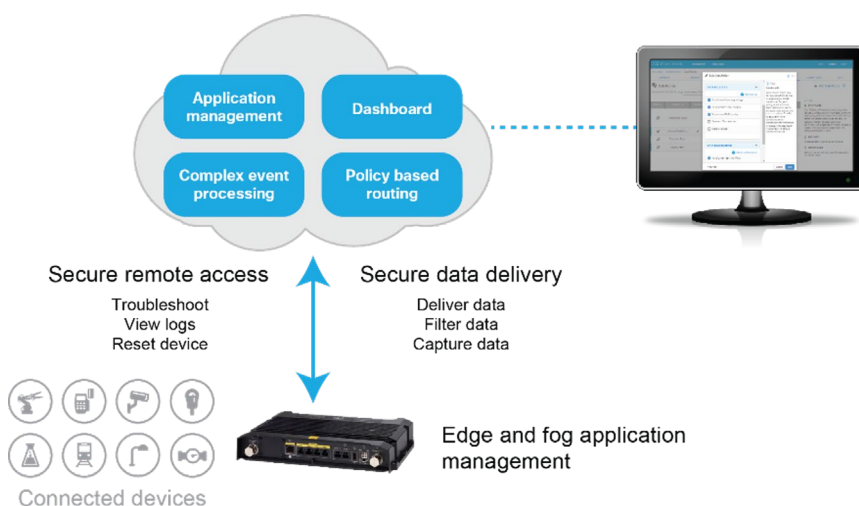 Application
management
Dashboard
Complex event
processing
Policy based
routing
Secure remote access
Troubleshoot
View logs
Reset device
Secure data delivery
Deliver data
Filter data
Capture data
Edge and fog application
management
Connected devices